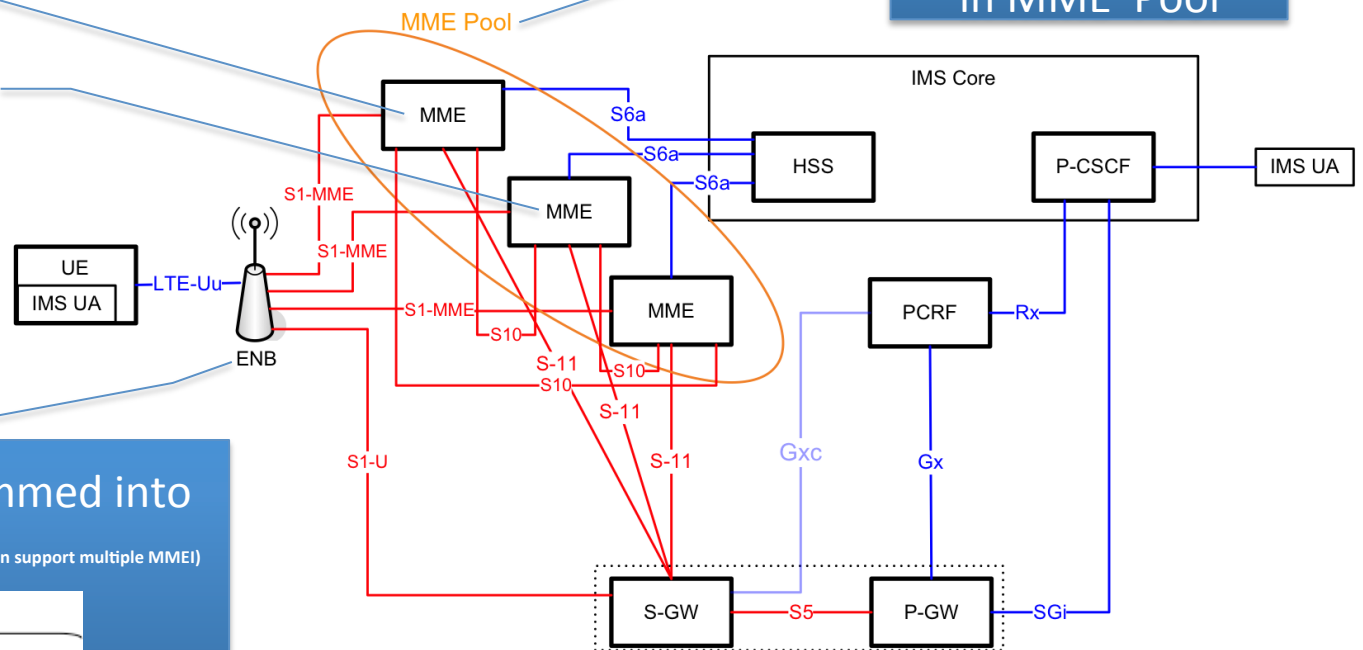 in MME Pool
MME Pool
IMS Core
MME
S6a
HSS
P-CSCF
IMS UA
S6a
S6a
S1-MME
MME
S1-MME
UE
IMS UA
LTE-Uu
ENB
S1-MME
MME
PCRF
Rx
S10
S-11
S10
S10
S-11
S1-U
S-11
Gxc
Gx
mmed into
n support multiple MMEI)
S-GW
S5
P-GW
SGi